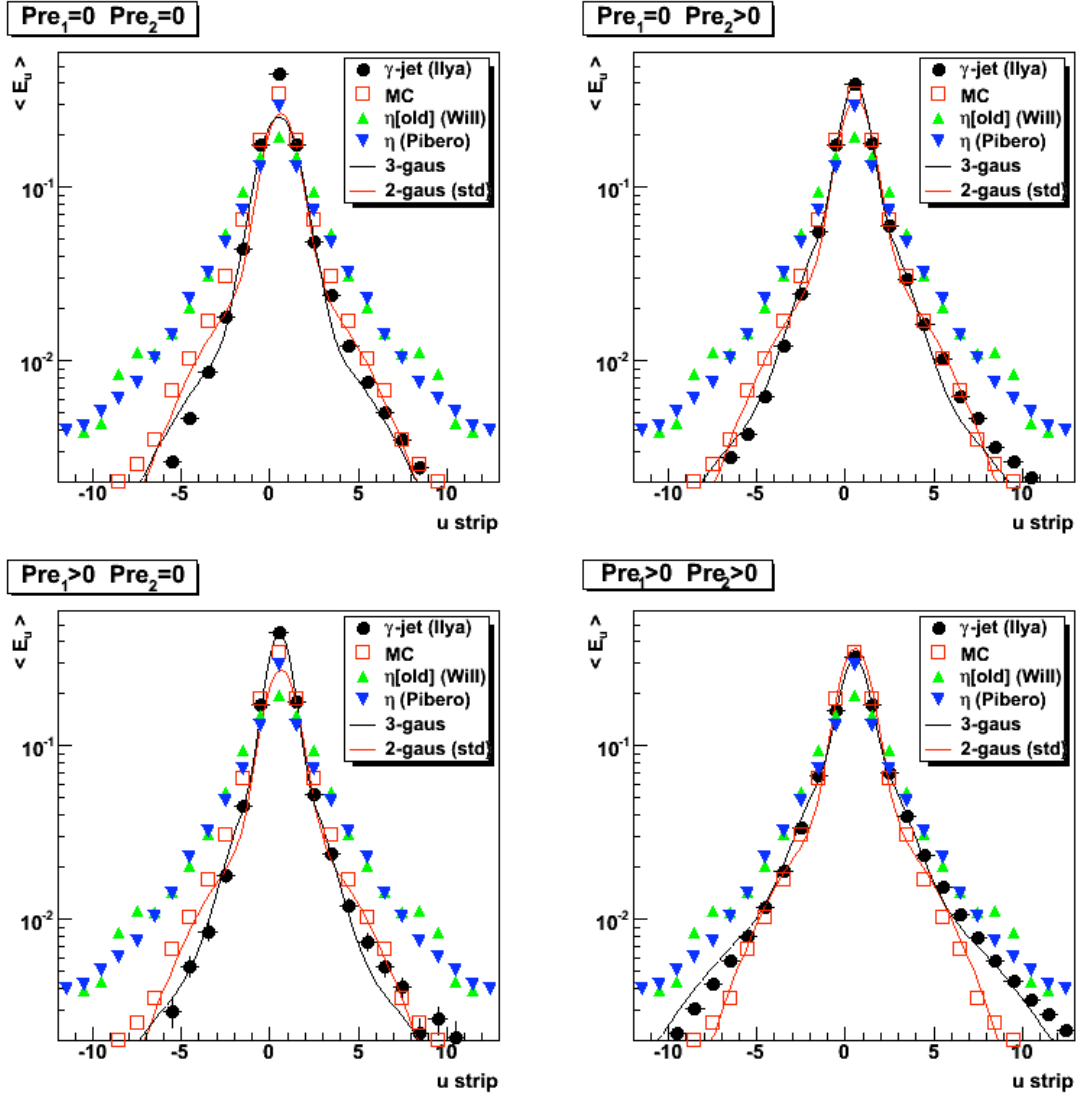 Pre₁=0 Pre₂=0
< E_u >
γ-jet (Ilya)
MC
η[old] (Will)
η (Pibero)
3-gaus
2-gaus (std)
10⁻¹
10⁻²
-10 -5 0 5 10
u strip
Pre₁=0 Pre₂>0
< E_u >
γ-jet (Ilya)
MC
η[old] (Will)
η (Pibero)
3-gaus
2-gaus (std)
10⁻¹
10⁻²
-10 -5 0 5 10
u strip
Pre₁>0 Pre₂=0
< E_u >
γ-jet (Ilya)
MC
η[old] (Will)
η (Pibero)
3-gaus
2-gaus (std)
10⁻¹
10⁻²
-10 -5 0 5 10
u strip
Pre₁>0 Pre₂>0
< E_u >
γ-jet (Ilya)
MC
η[old] (Will)
η (Pibero)
3-gaus
2-gaus (std)
10⁻¹
10⁻²
-10 -5 0 5 10
u strip